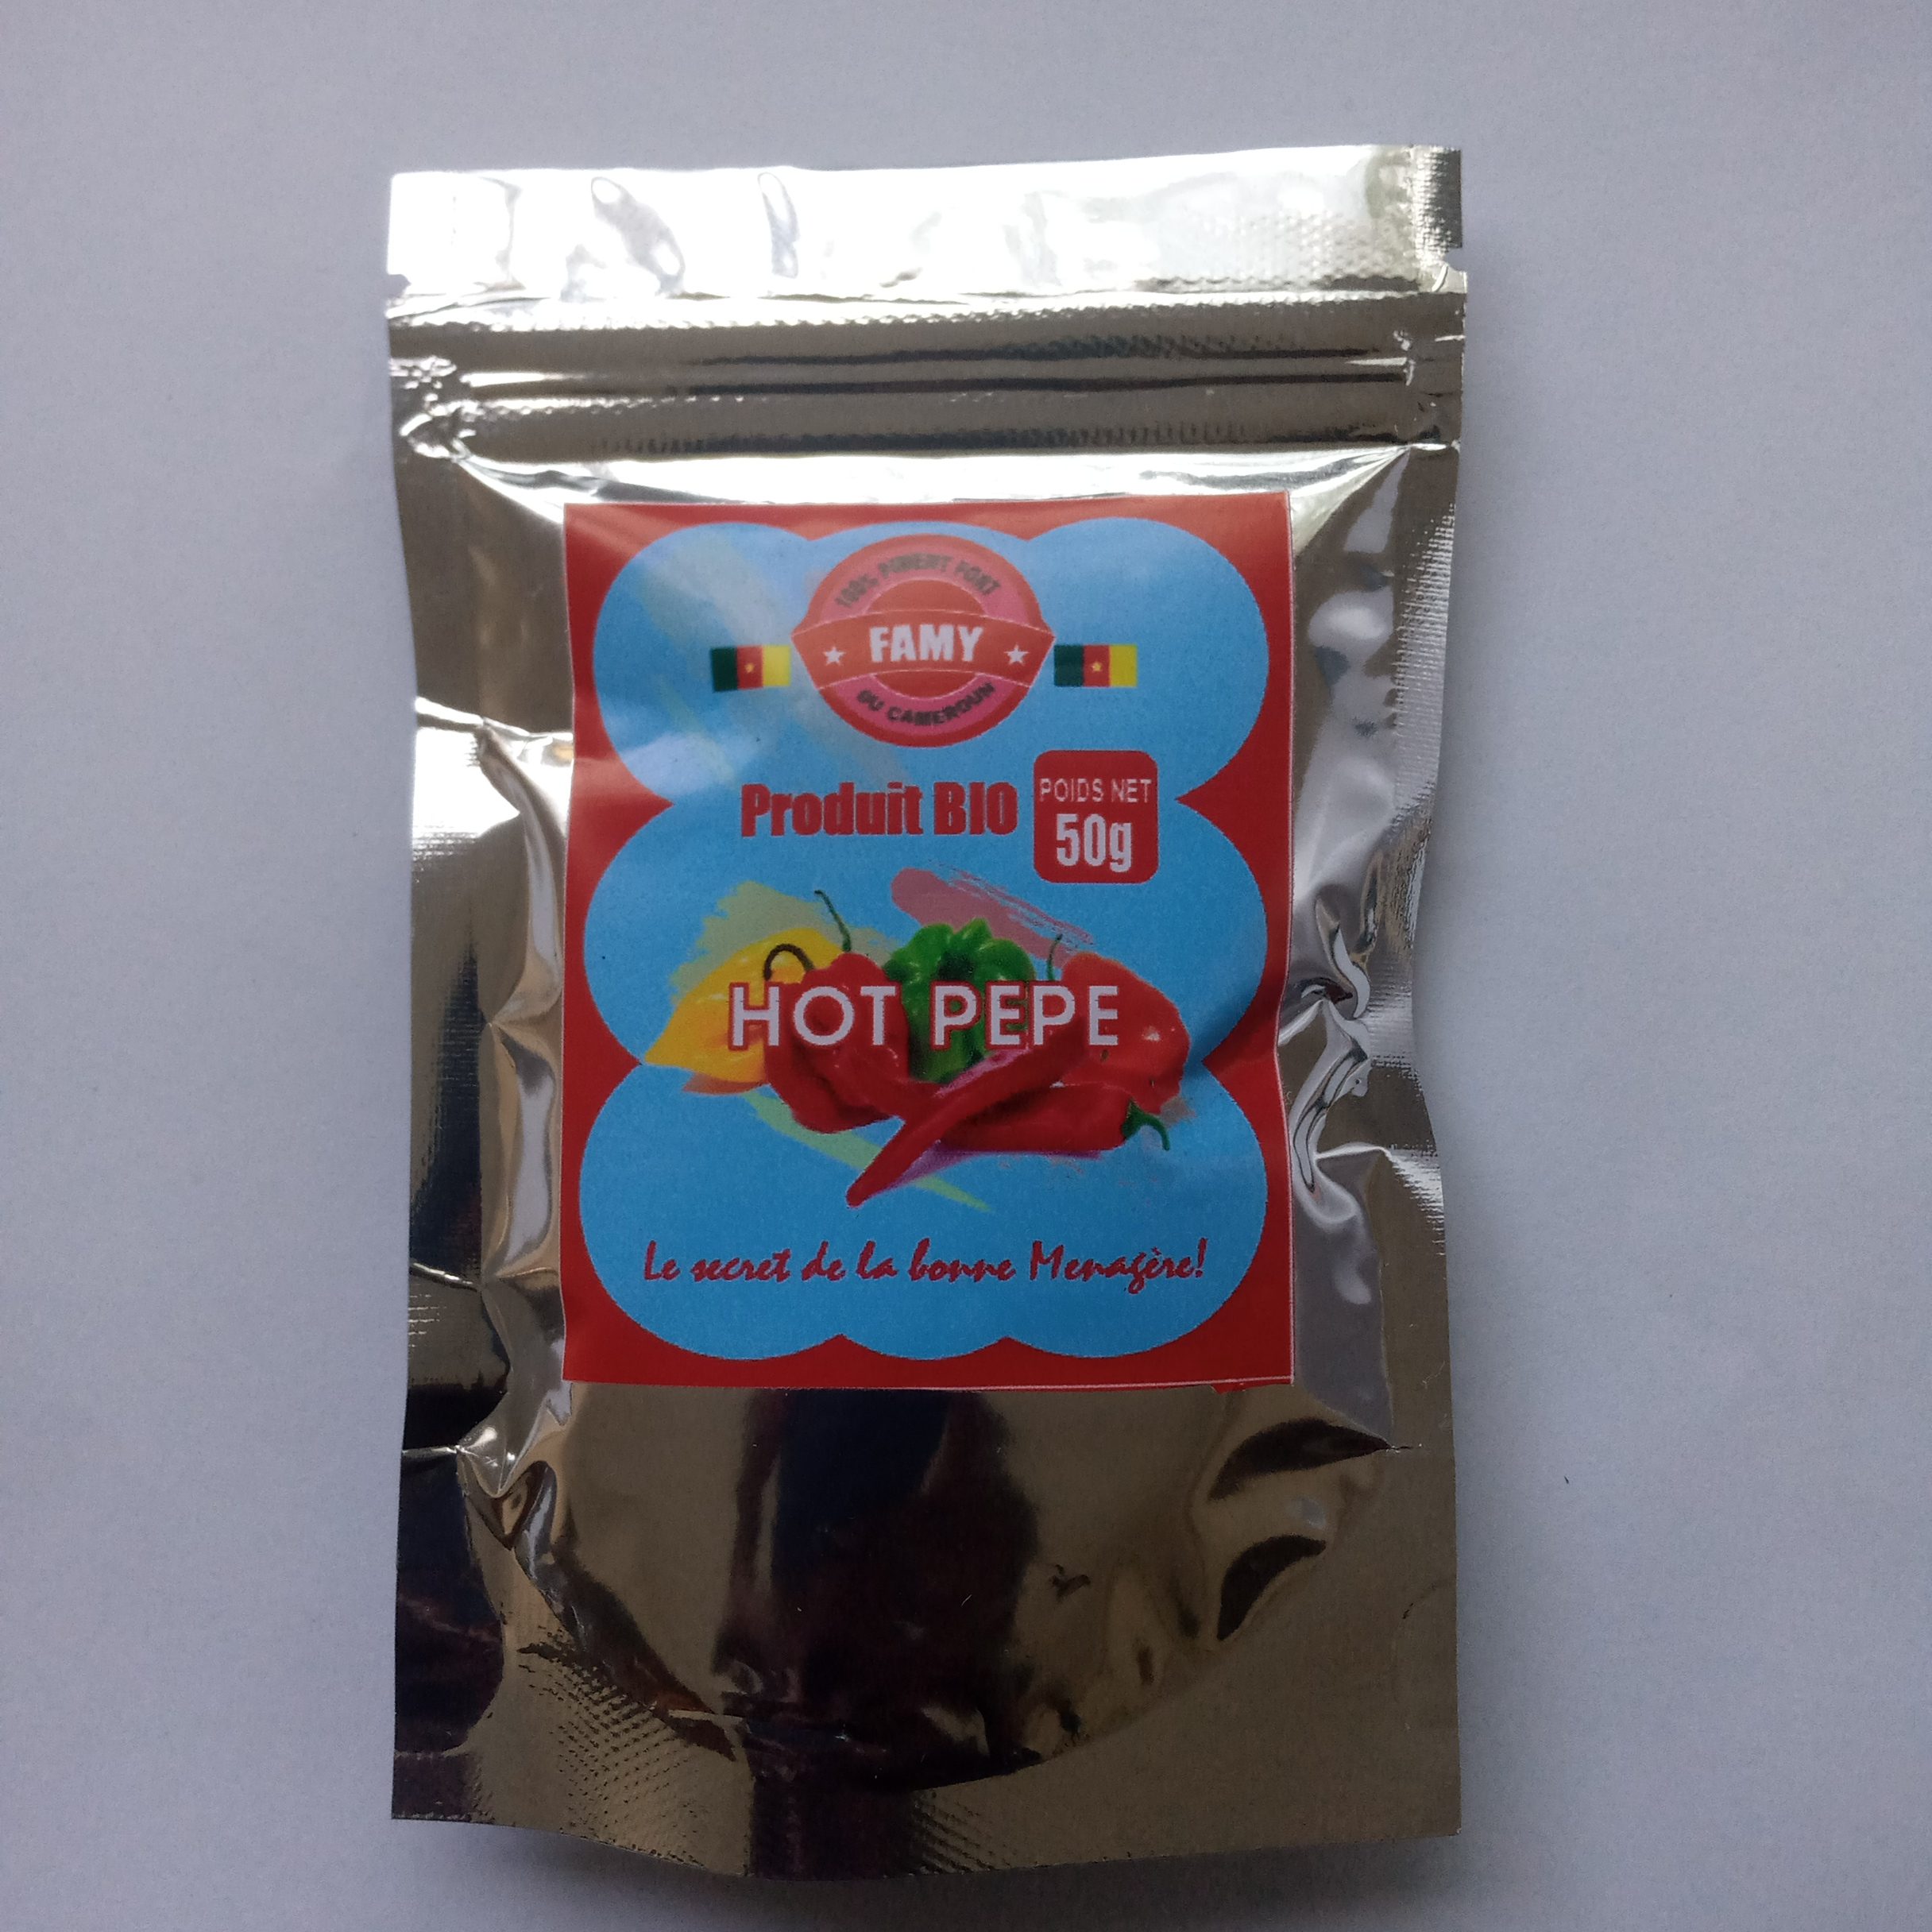 100% PIMENT FORT
FAMY
DU CAMEROUN
Produit BIO
POIDS NET
50g
HOT PEPE
Le secret de la bonne Menagère!